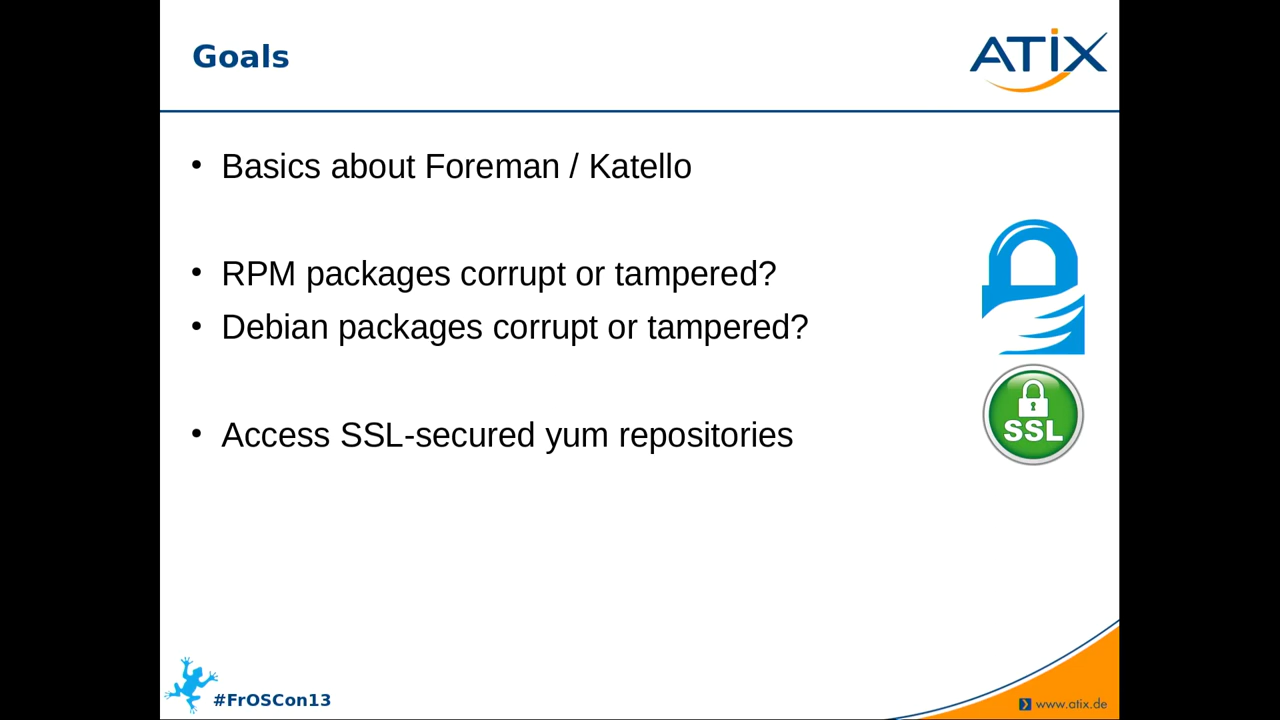 Goals
ATIX
• Basics about Foreman / Katello
• RPM packages corrupt or tampered?
• Debian packages corrupt or tampered?
• Access SSL-secured yum repositories
SSL
#FrOSCon13
www.atix.de